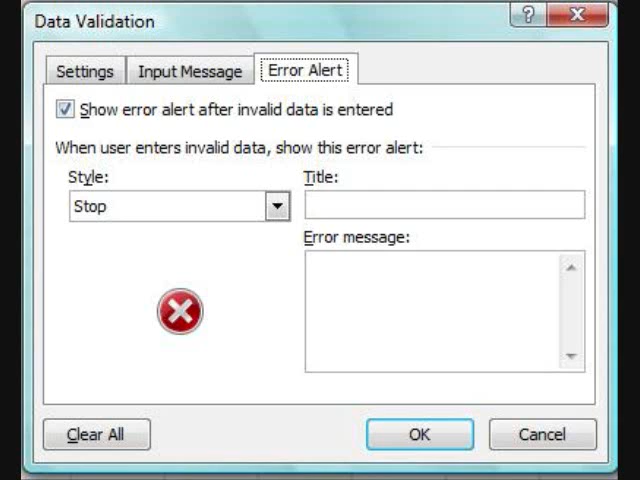 Data Validation
?
Settings
Input Message
Error Alert
Show error alert after invalid data is entered
When user enters invalid data, show this error alert:
Style:
Title:
Stop
Error message:
Clear All
OK
Cancel